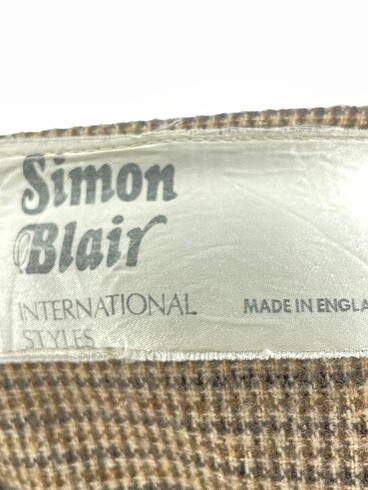 Simon
Blair
INTERNATIONAL
STYLES
MADE IN ENGLA